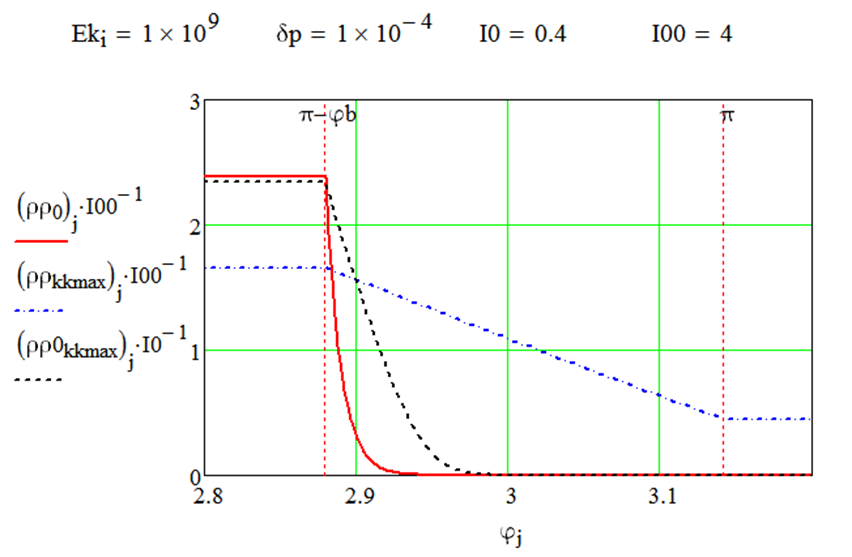 Ek_i = 1 × 10^9 δp = 1 × 10^-4 I0 = 0.4 I00 = 4
3
π−φb π
(ρρ_0)_j·I00^-1
2
(ρρ_kkmax)_j·I00^-1
(ρρ0_kkmax)_j·I0^-1
1
0
2.8 2.9 3 3.1
φ_j